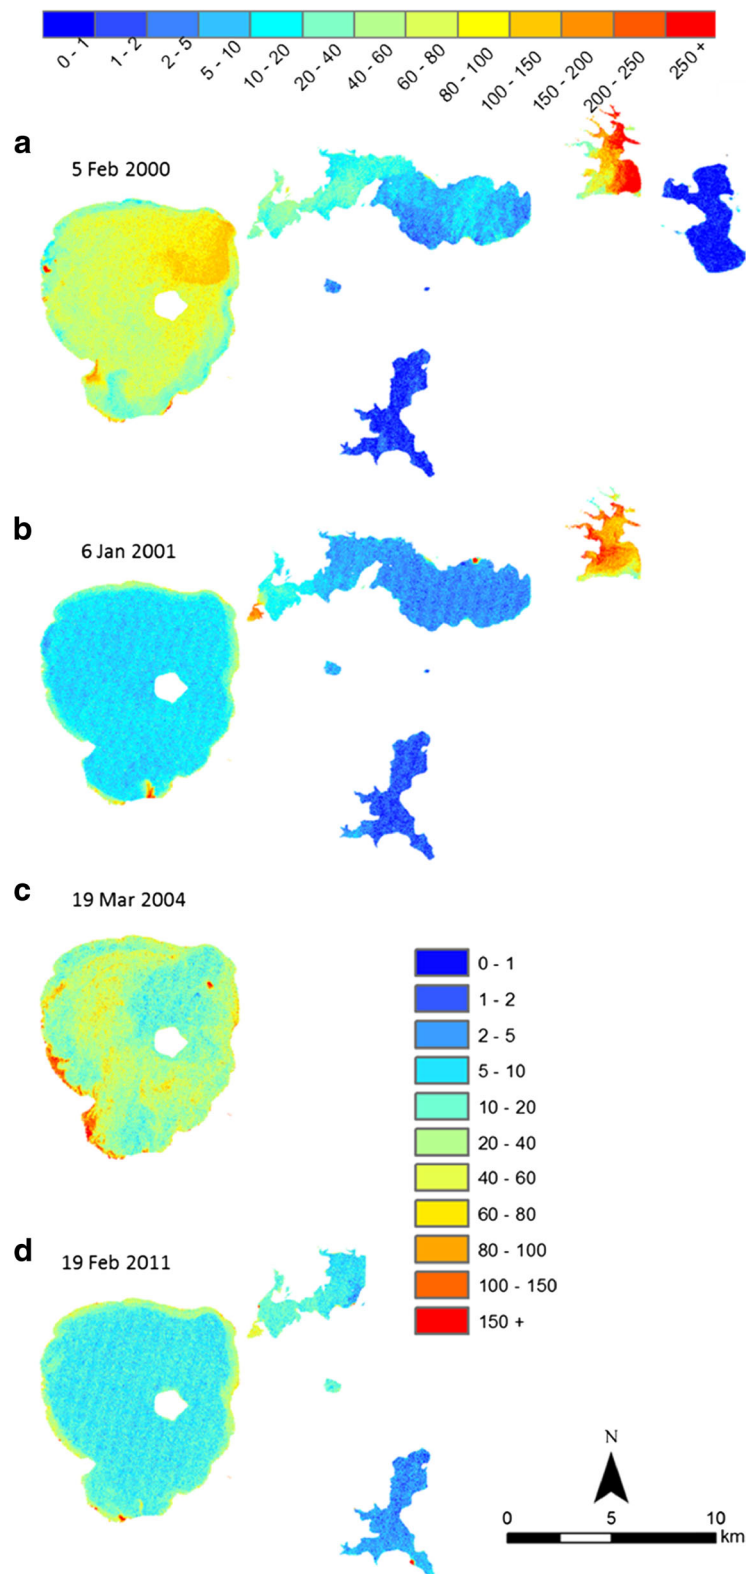 0 - 1
1 - 2
2 - 5
5 - 10
10 - 20
20 - 40
40 - 60
60 - 80
80 - 100
100 - 150
150 - 200
200 - 250
250 +
a
5 Feb 2000
b
6 Jan 2001
c
19 Mar 2004
0 - 1
1 - 2
2 - 5
5 - 10
10 - 20
20 - 40
40 - 60
60 - 80
80 - 100
100 - 150
150 +
d
19 Feb 2011
N
0 5 10
km